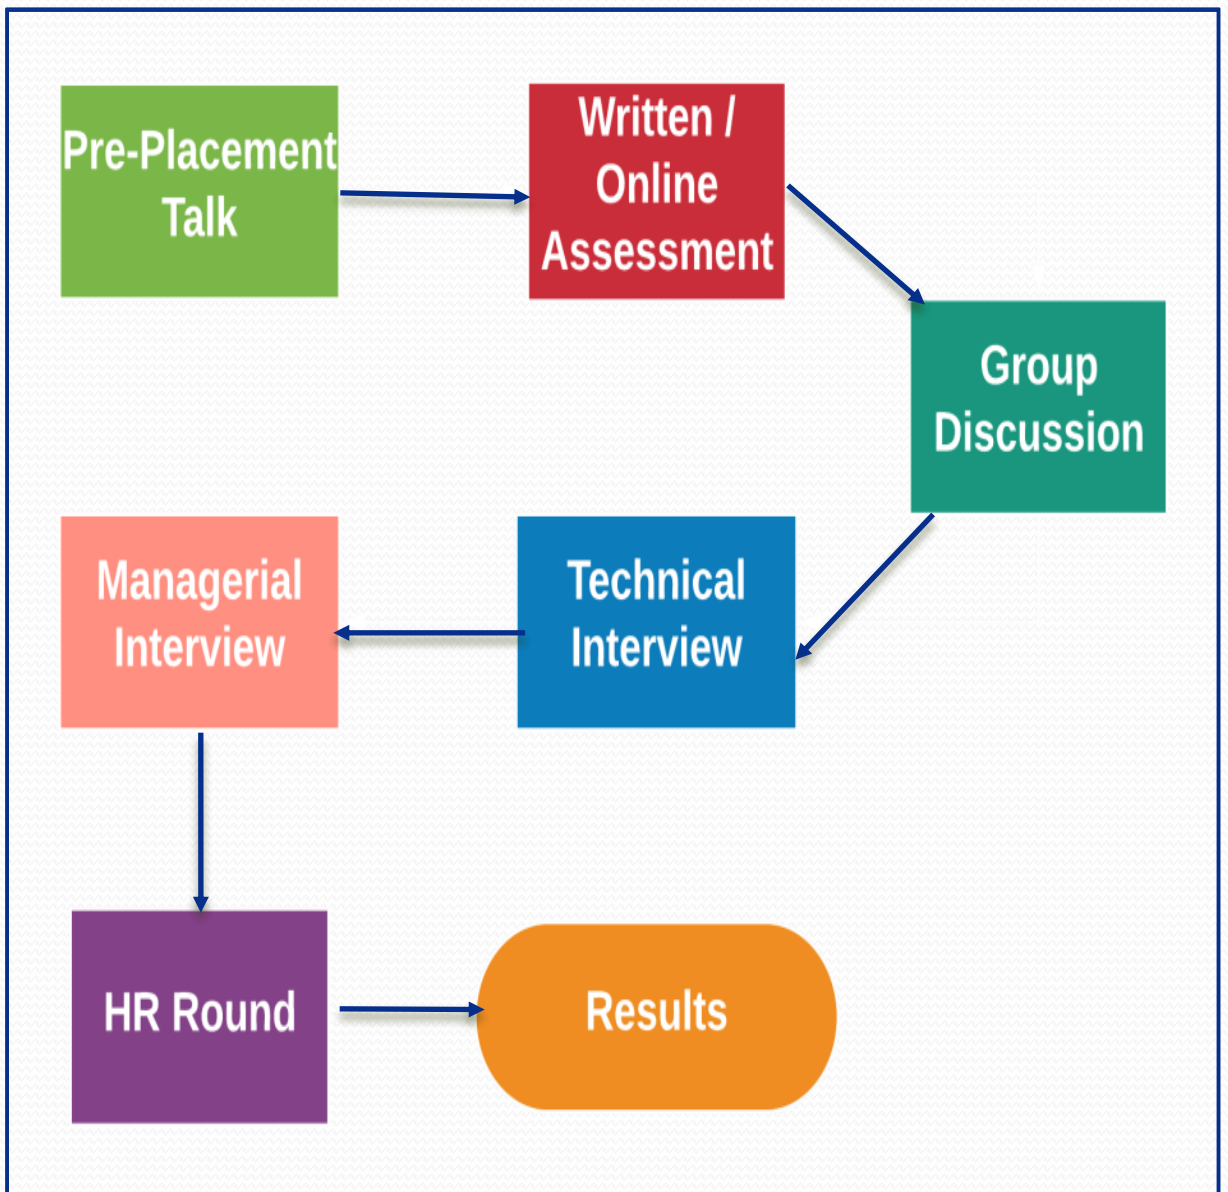 Pre-Placement
Talk
Written /
Online
Assessment
Group
Discussion
Technical
Interview
Managerial
Interview
HR Round
Results